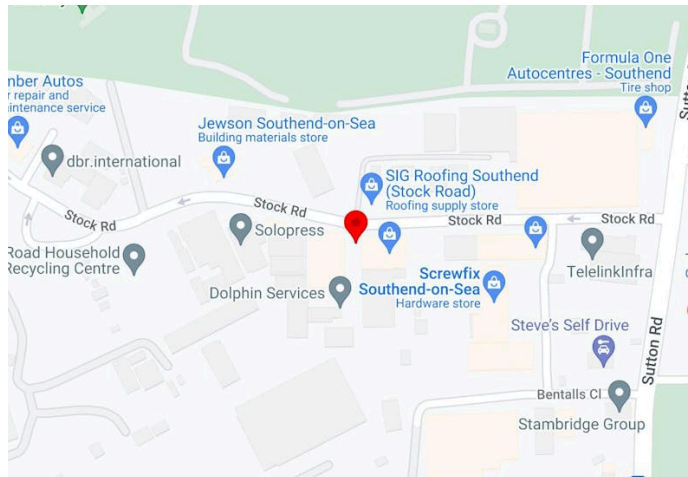 Formula One
Autocentres - Southend
Tire shop
mber Autos
r repair and
aintenance service
dbr.international
Jewson Southend-on-Sea
Building materials store
SIG Roofing Southend
(Stock Road)
Roofing supply store
Stock Rd
Stock Rd
Stock Rd
Stock Rd
Solopress
Road Household
Recycling Centre
Dolphin Services
Screwfix
Southend-on-Sea
Hardware store
TelelinkInfra
Steve's Self Drive
Sutton Rd
Bentalls Cl
Stambridge Group